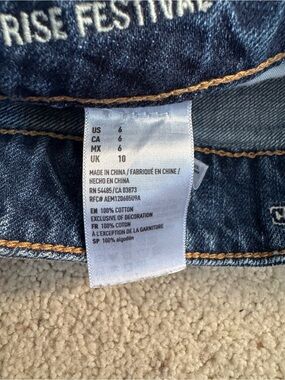 RISE FESTIVAL
US 6
CA 6
MX 6
UK 10
MADE IN CHINA / FABRIQUÉ EN CHINE /
HECHO EN CHINA
RN 54485/CA 03873
RFC# AEM12060509A
EN 100% COTTON
EXCLUSIVE OF DECORATION
FR 100% COTON
À L'EXCEPTION DE LA GARNITURE
SP 100% algodón